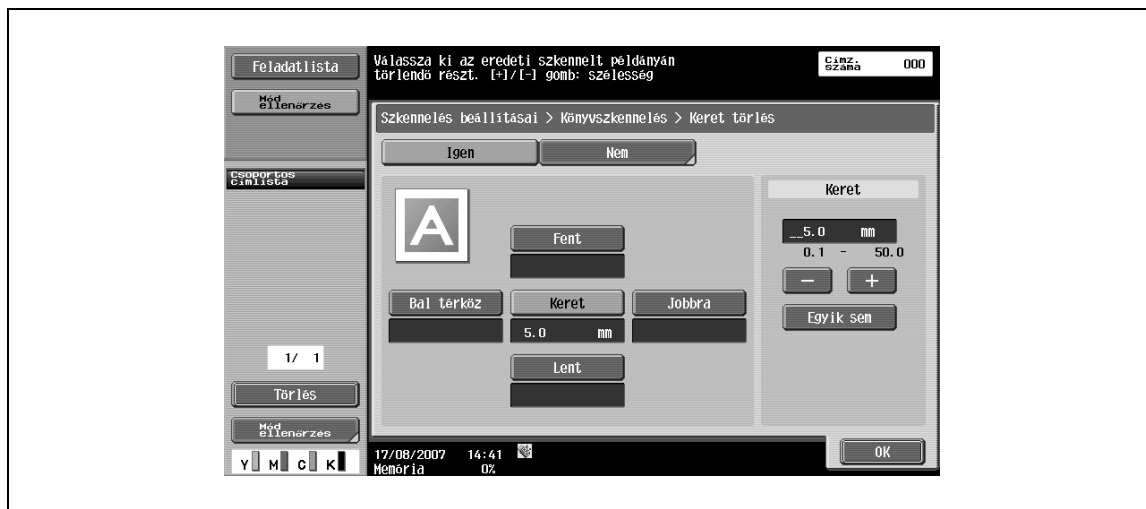 Feladatlista
Mód
ellenőrzés
Válassza ki az eredeti szkennelt példányán
törlendő részt. [+]/[-] gomb: szélesség
Címz.
száma 000
Szkennelés beállításai > Könyvszkennelés > Keret törlés
Igen Nem
Csoportos
címlista
A
Fent
Bal térköz Keret Jobbra
5.0 mm
Lent
Keret
__5.0 mm
0.1 - 50.0
− +
Egyik sem
1/ 1
Törlés
Mód
ellenőrzés
Y M C K
17/08/2007 14:41
Memória 0%
OK